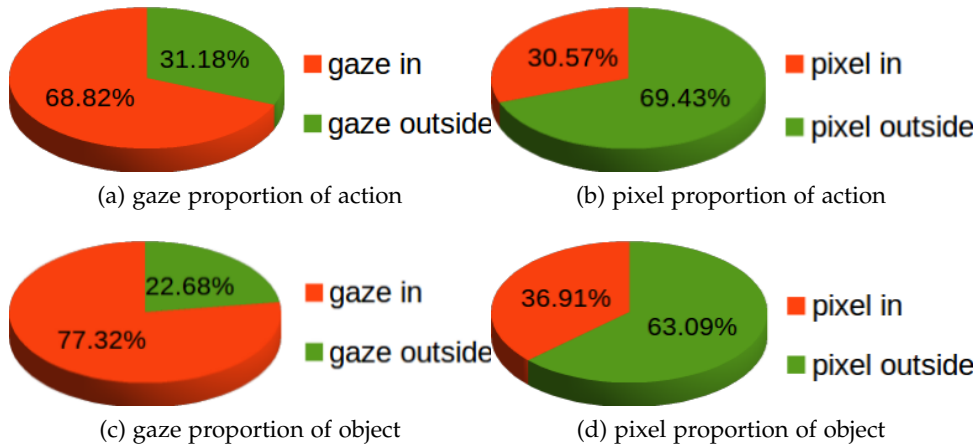 31.18%
68.82%
gaze in
gaze outside
(a) gaze proportion of action
30.57%
69.43%
pixel in
pixel outside
(b) pixel proportion of action
22.68%
77.32%
gaze in
gaze outside
(c) gaze proportion of object
36.91%
63.09%
pixel in
pixel outside
(d) pixel proportion of object